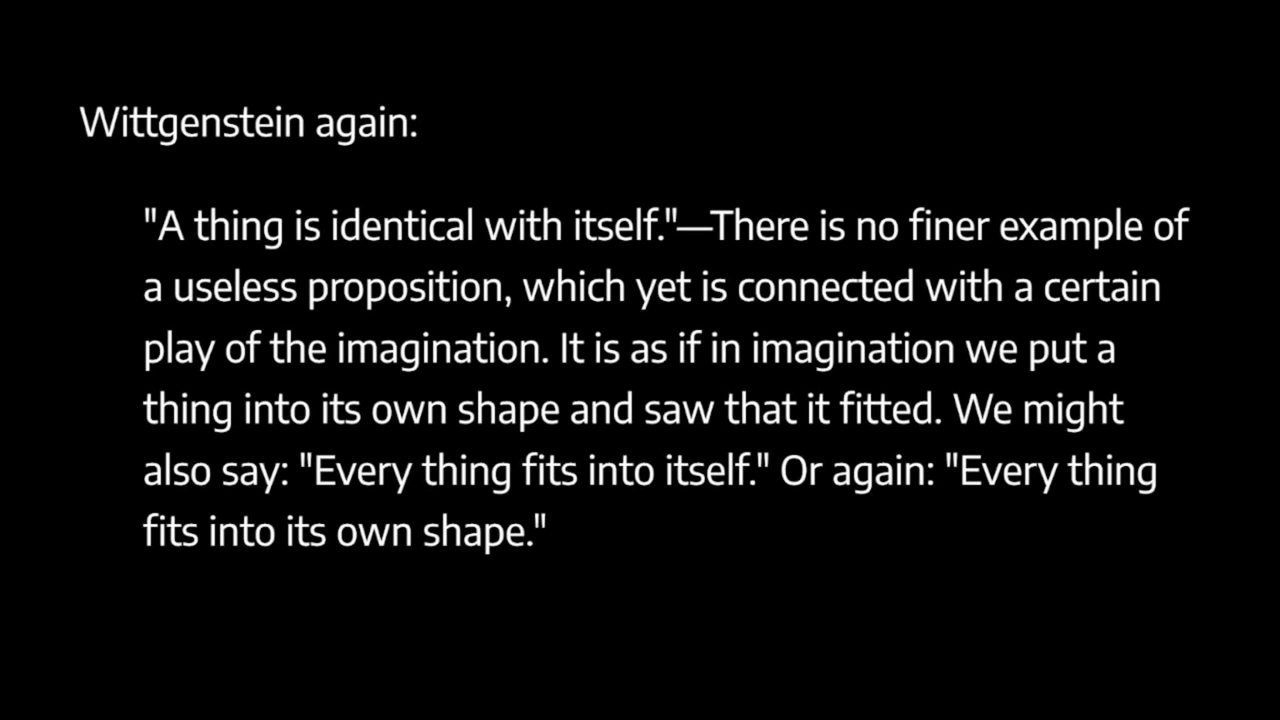 Wittgenstein again:
"A thing is identical with itself."—There is no finer example of
a useless proposition, which yet is connected with a certain
play of the imagination. It is as if in imagination we put a
thing into its own shape and saw that it fitted. We might
also say: "Every thing fits into itself." Or again: "Every thing
fits into its own shape."